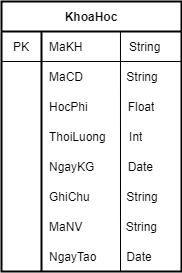 KhoaHoc
PK MaKH String
MaCD String
HocPhi Float
ThoiLuong Int
NgayKG Date
GhiChu String
MaNV String
NgayTao Date